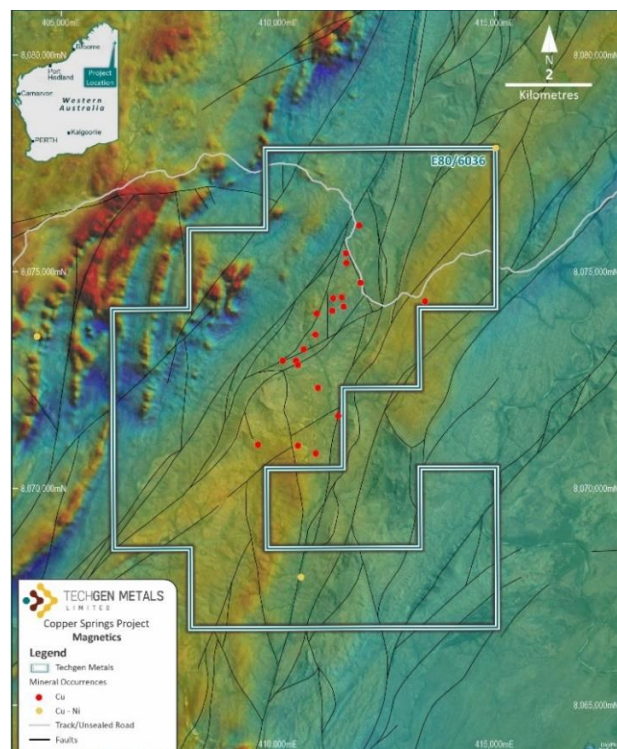 410,000mE
415,000mE
8,080,000mN
8,080,000mN
Broome
Port
Hedland
Project
Location
Carnarvon
Western
Australia
Kalgoorlie
PERTH
N
2
Kilometres
E80/6036
8,075,000mN
8,075,000mN
8,070,000mN
8,070,000mN
TECHGEN METALS
LIMITED
Copper Springs Project
Magnetics
Legend
Techgen Metals
Mineral Occurrences
Cu
Cu - Ni
Track/Unsealed Road
Faults
8,065,000mN
410,000mE
415,000mE